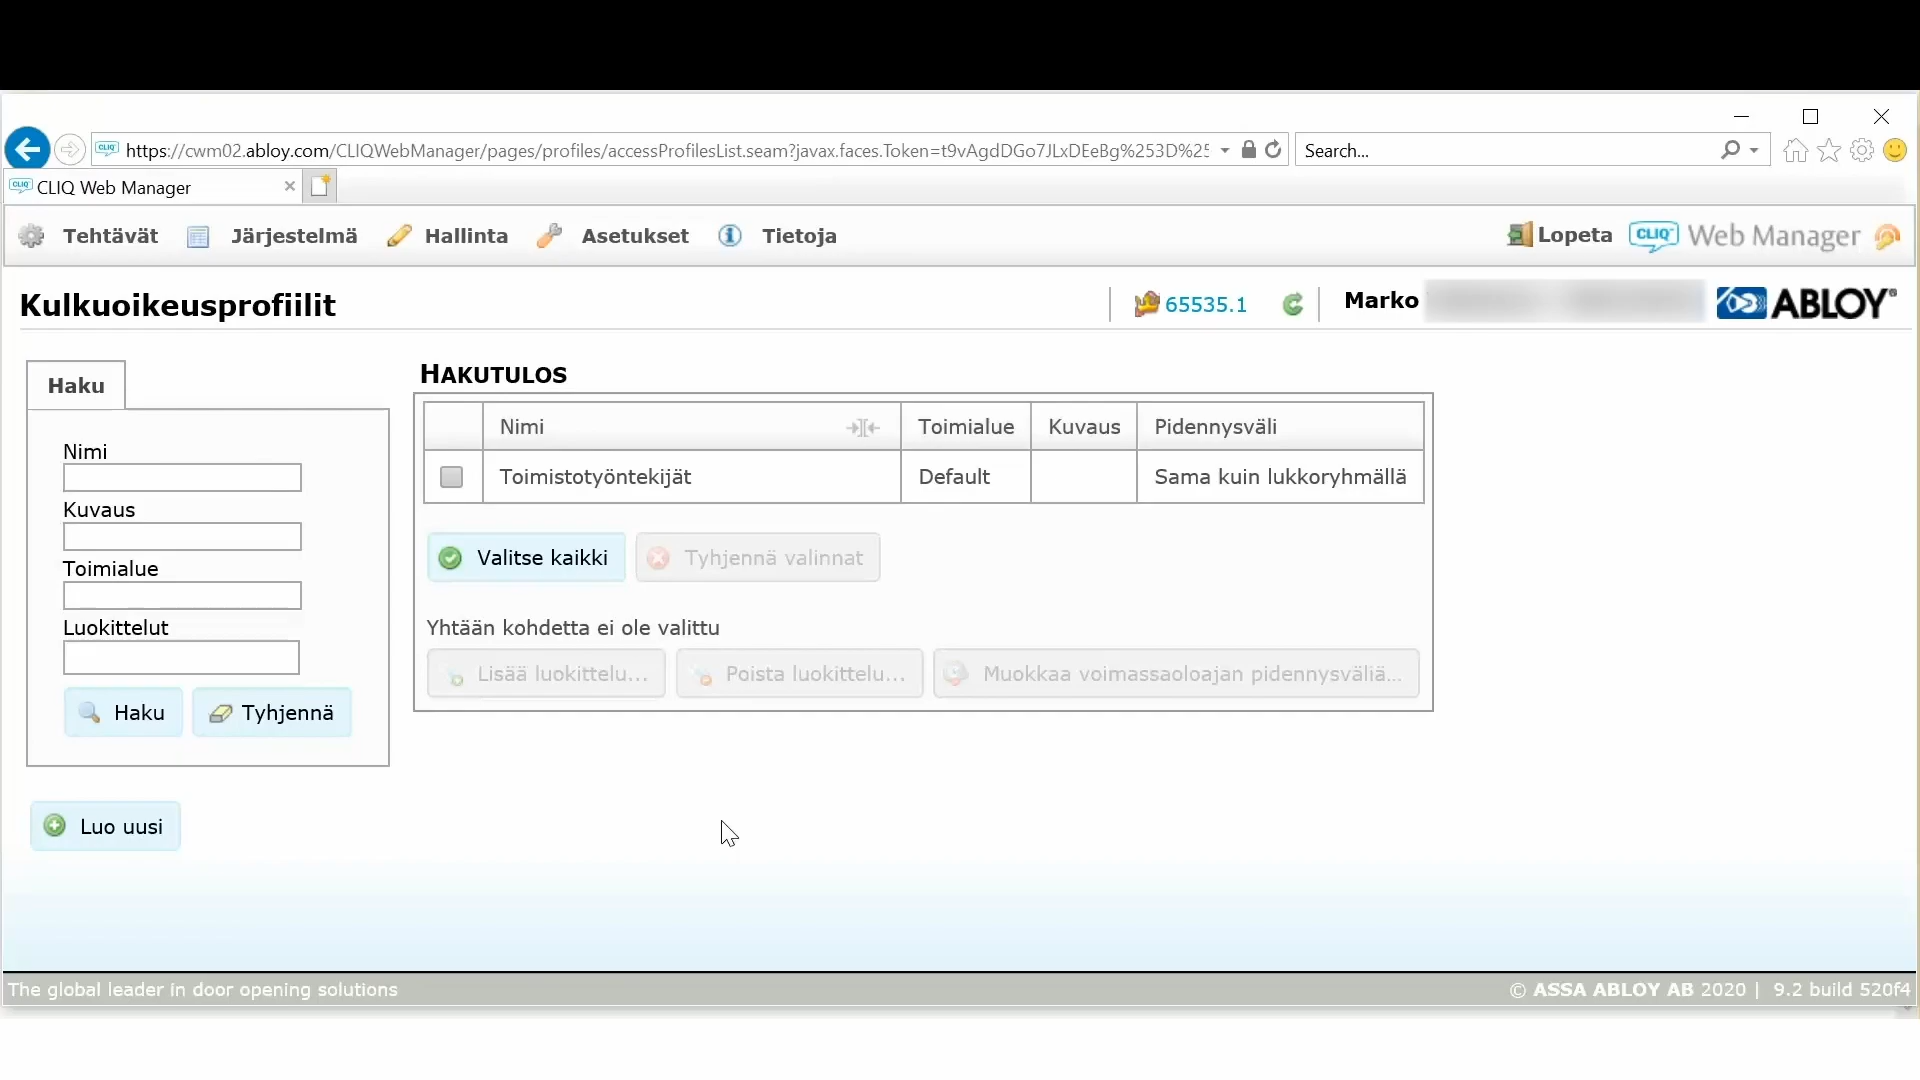 https://cwm02.abloy.com/CLIQWebManager/pages/profiles/accessProfilesList.seam?javax.faces.Token=t9vAgdDGo7JLxDEeBg%253D%25
Search...
CLIQ CLIQ Web Manager
Tehtävät Järjestelmä Hallinta Asetukset Tietoja Lopeta CLIQ Web Manager
Kulkuoikeusprofiilit 65535.1 Marko ABLOY
Haku
Nimi
Kuvaus
Toimialue
Luokittelut
Haku Tyhjennä
Luo uusi
HAKUTULOS
Nimi Toimialue Kuvaus Pidennysväli
Toimistotyöntekijät Default Sama kuin lukkoryhmällä
Valitse kaikki Tyhjennä valinnat
Yhtään kohdetta ei ole valittu
Lisää luokittelu... Poista luokittelu... Muokkaa voimassaoloajan pidennysväliä...
The global leader in door opening solutions © ASSA ABLOY AB 2020 | 9.2 build 520f4